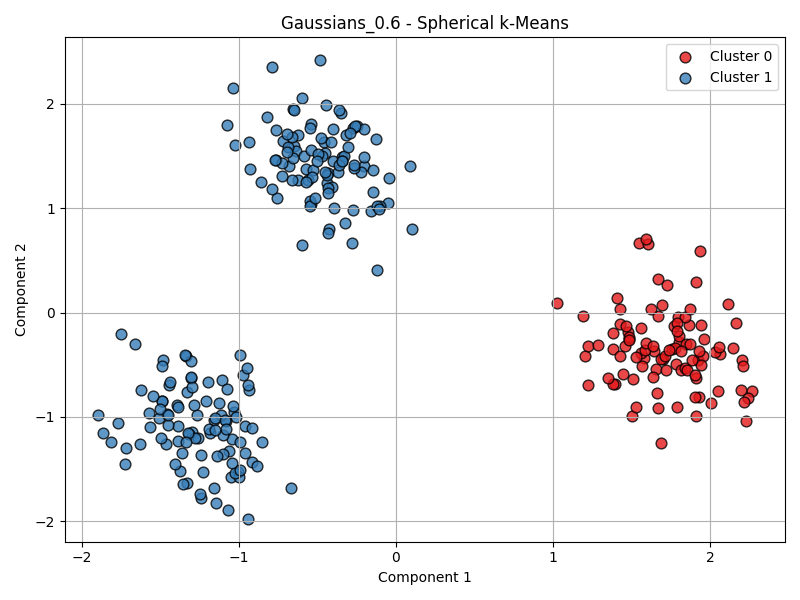 Gaussians_0.6 - Spherical k-Means
Cluster 0
Cluster 1
Component 2
2
1
0
−1
−2
−2
−1
0
1
2
Component 1